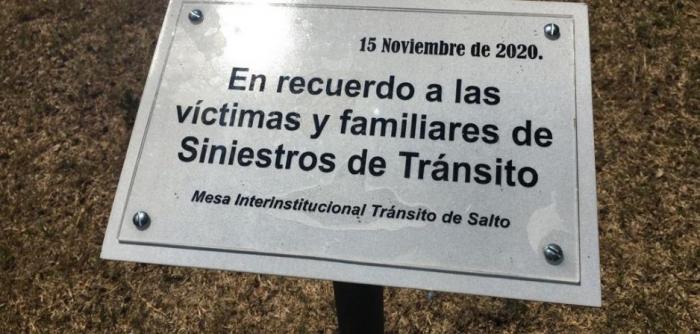 15 Noviembre de 2020.
En recuerdo a las
víctimas y familiares de
Siniestros de Tránsito
Mesa Interinstitucional Tránsito de Salto